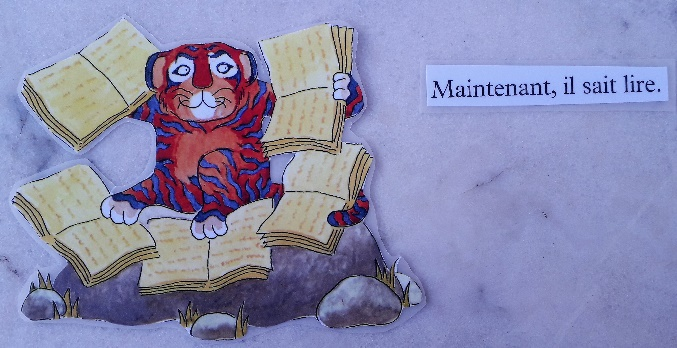 Maintenant, il sait lire.